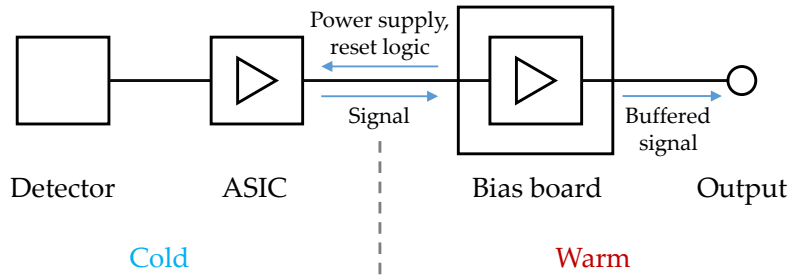 Power supply,
reset logic
Signal
Buffered
signal
Detector
ASIC
Bias board
Output
Cold
Warm